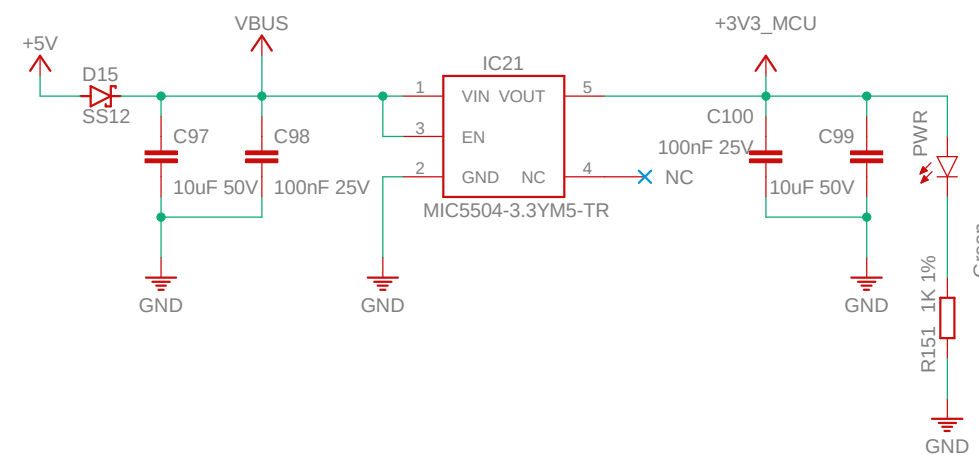 +5V
VBUS
+3V3_MCU
D15
SS12
IC21
1
VIN
VOUT
5
3
EN
2
GND
NC
4
NC
MIC5504-3.3YM5-TR
C97
10uF 50V
C98
100nF 25V
C100
100nF 25V
C99
10uF 50V
PWR
Green
R151
1K 1%
GND
GND
GND
GND